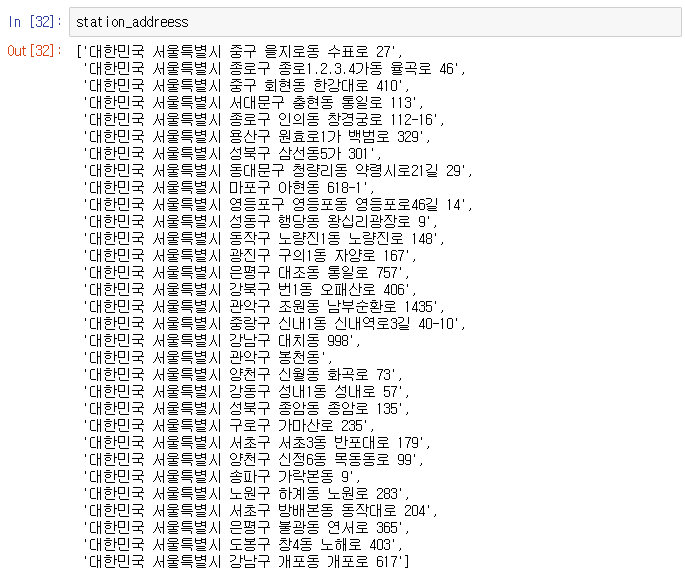 In [32]: station_addreess
Out[32]: ['대한민국 서울특별시 중구 을지로동 수표로 27',
'대한민국 서울특별시 종로구 종로1.2.3.4가동 율곡로 46',
'대한민국 서울특별시 중구 회현동 한강대로 410',
'대한민국 서울특별시 서대문구 충현동 통일로 113',
'대한민국 서울특별시 종로구 인의동 창경궁로 112-16',
'대한민국 서울특별시 용산구 원효로1가 백범로 329',
'대한민국 서울특별시 성북구 삼선동5가 301',
'대한민국 서울특별시 동대문구 청량리동 약령시로21길 29',
'대한민국 서울특별시 마포구 아현동 618-1',
'대한민국 서울특별시 영등포구 영등포동 영등포로46길 14',
'대한민국 서울특별시 성동구 행당동 왕십리광장로 9',
'대한민국 서울특별시 동작구 노량진1동 노량진로 148',
'대한민국 서울특별시 광진구 구의1동 자양로 167',
'대한민국 서울특별시 은평구 대조동 통일로 757',
'대한민국 서울특별시 강북구 번1동 오패산로 406',
'대한민국 서울특별시 관악구 조원동 남부순환로 1435',
'대한민국 서울특별시 중랑구 신내1동 신내역로3길 40-10',
'대한민국 서울특별시 강남구 대치동 998',
'대한민국 서울특별시 관악구 봉천동',
'대한민국 서울특별시 양천구 신월동 화곡로 73',
'대한민국 서울특별시 강동구 성내1동 성내로 57',
'대한민국 서울특별시 성북구 종암동 종암로 135',
'대한민국 서울특별시 구로구 가마산로 235',
'대한민국 서울특별시 서초구 서초3동 반포대로 179',
'대한민국 서울특별시 양천구 신정6동 목동동로 99',
'대한민국 서울특별시 송파구 가락본동 9',
'대한민국 서울특별시 노원구 하계동 노원로 283',
'대한민국 서울특별시 서초구 방배본동 동작대로 204',
'대한민국 서울특별시 은평구 불광동 연서로 365',
'대한민국 서울특별시 도봉구 창4동 노해로 403',
'대한민국 서울특별시 강남구 개포동 개포로 617']